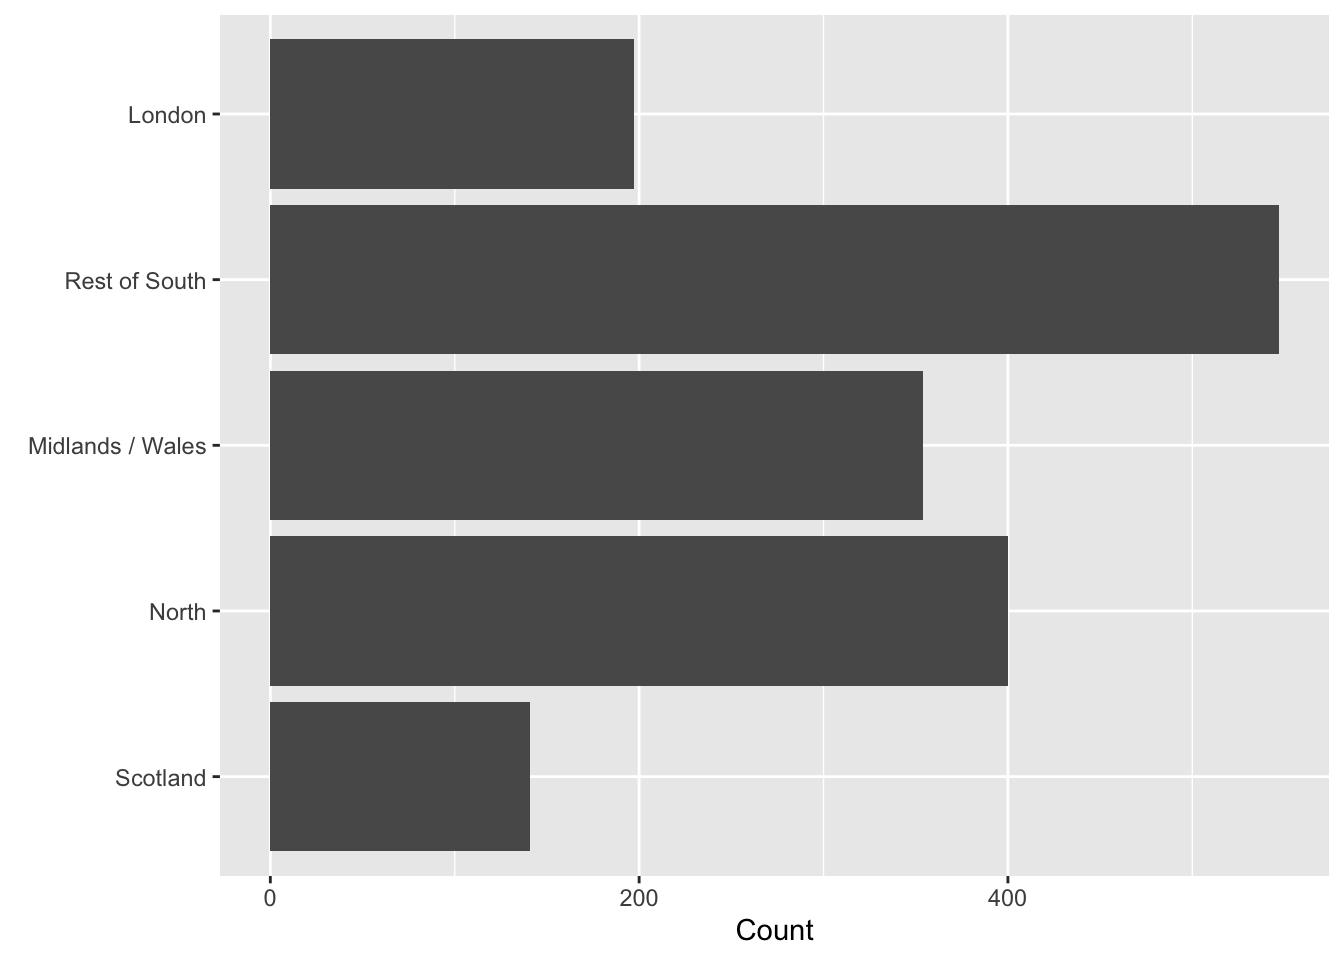 London
Rest of South
Midlands / Wales
North
Scotland
0 200 400
Count